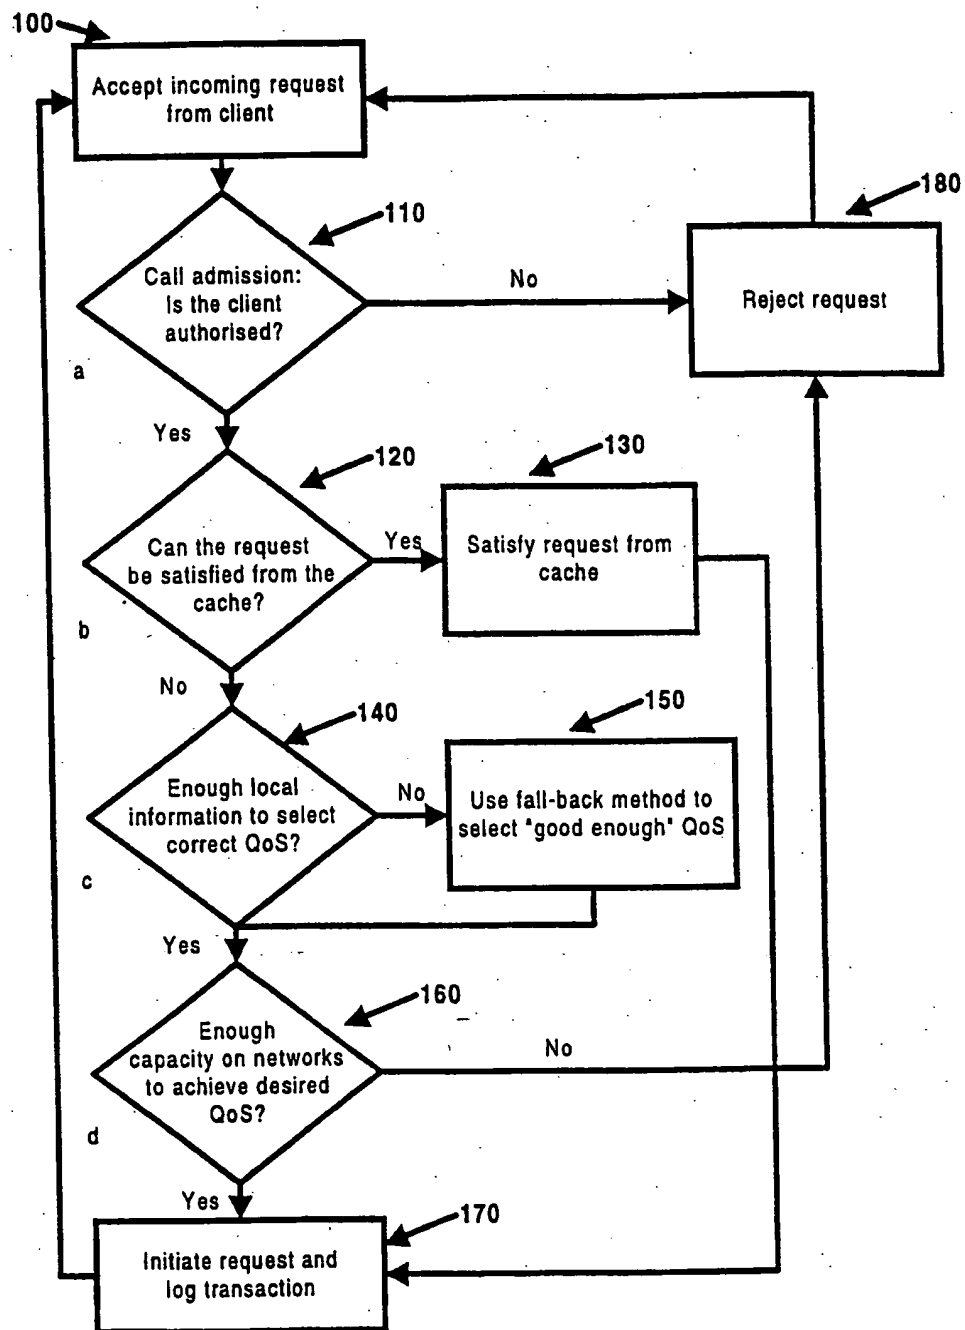 100
Accept incoming request
from client
110
180
Call admission:
Is the client
authorised?
No
Reject request
a
Yes
120
130
Can the request
be satisfied from the
cache?
Yes
Satisfy request from
cache
b
No
140
150
Enough local
information to select
correct QoS?
No
Use fall-back method to
select "good enough" QoS
c
Yes
160
Enough
capacity on networks
to achieve desired
QoS?
No
d
Yes
170
Initiate request and
log transaction